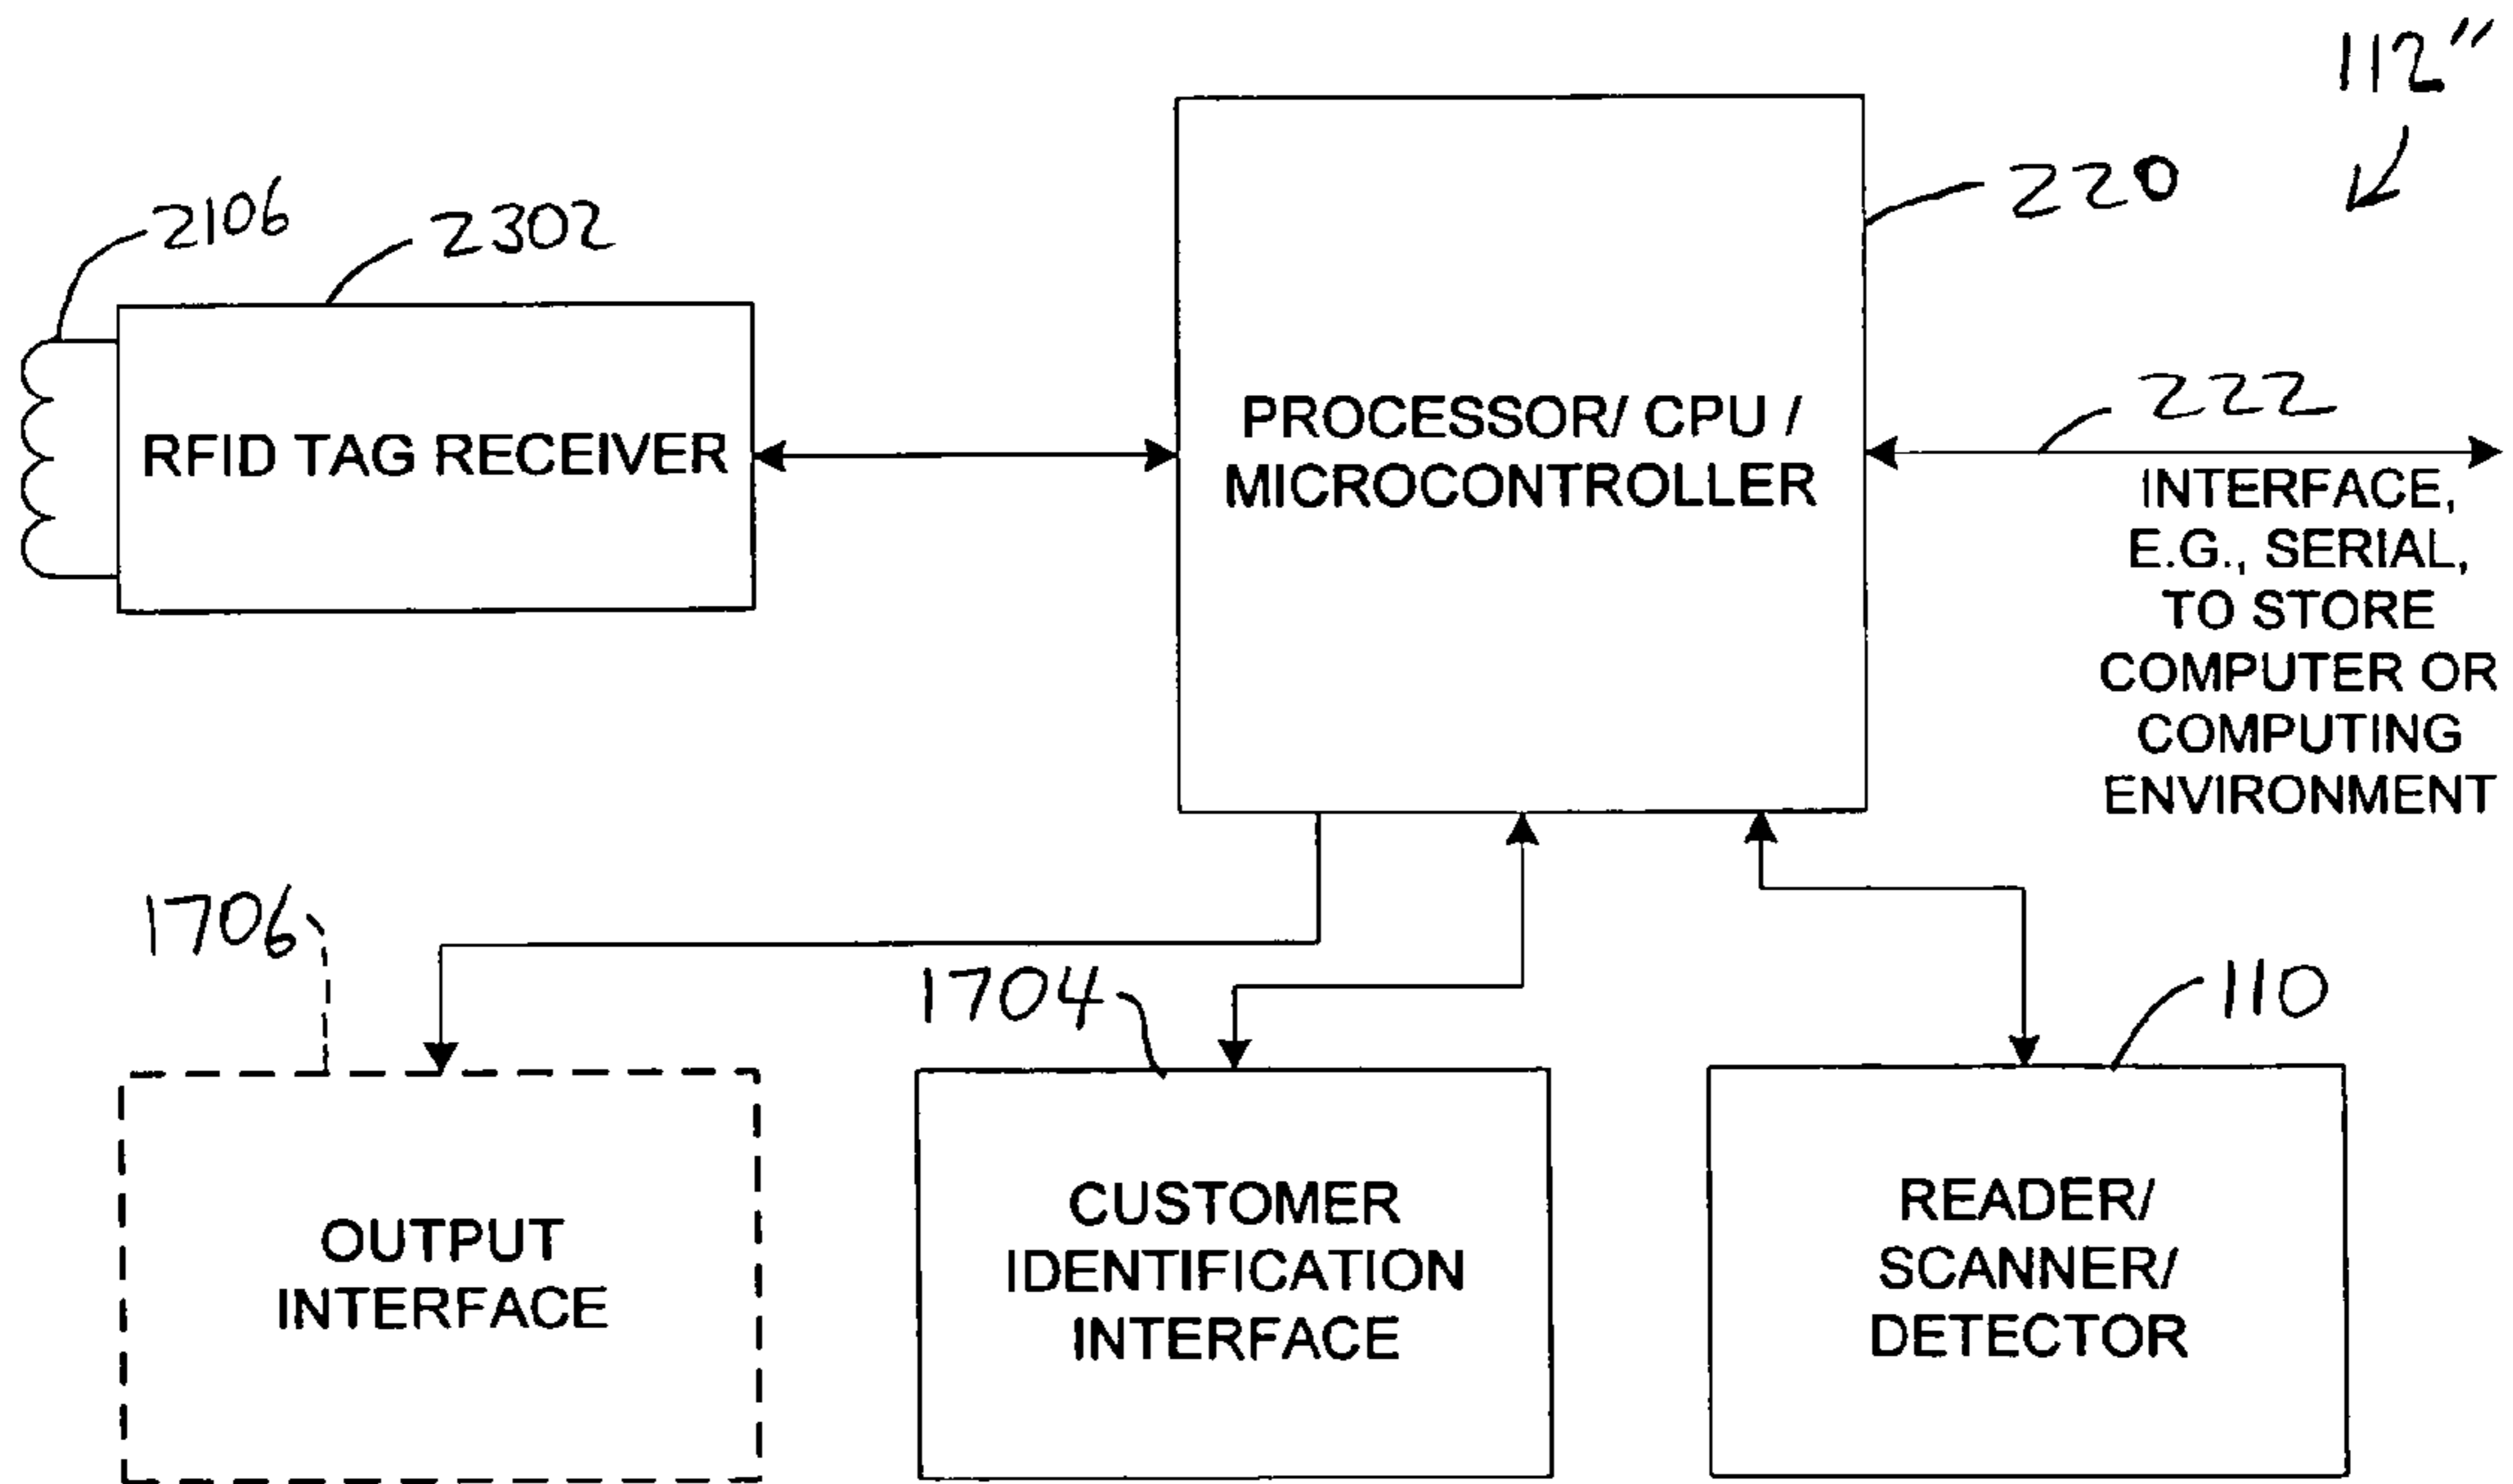 112"
220
2106
2302
RFID TAG RECEIVER
PROCESSOR/ CPU /
MICROCONTROLLER
222
INTERFACE,
E.G., SERIAL,
TO STORE
COMPUTER OR
COMPUTING
ENVIRONMENT
1706
1704
110
OUTPUT
INTERFACE
CUSTOMER
IDENTIFICATION
INTERFACE
READER/
SCANNER/
DETECTOR